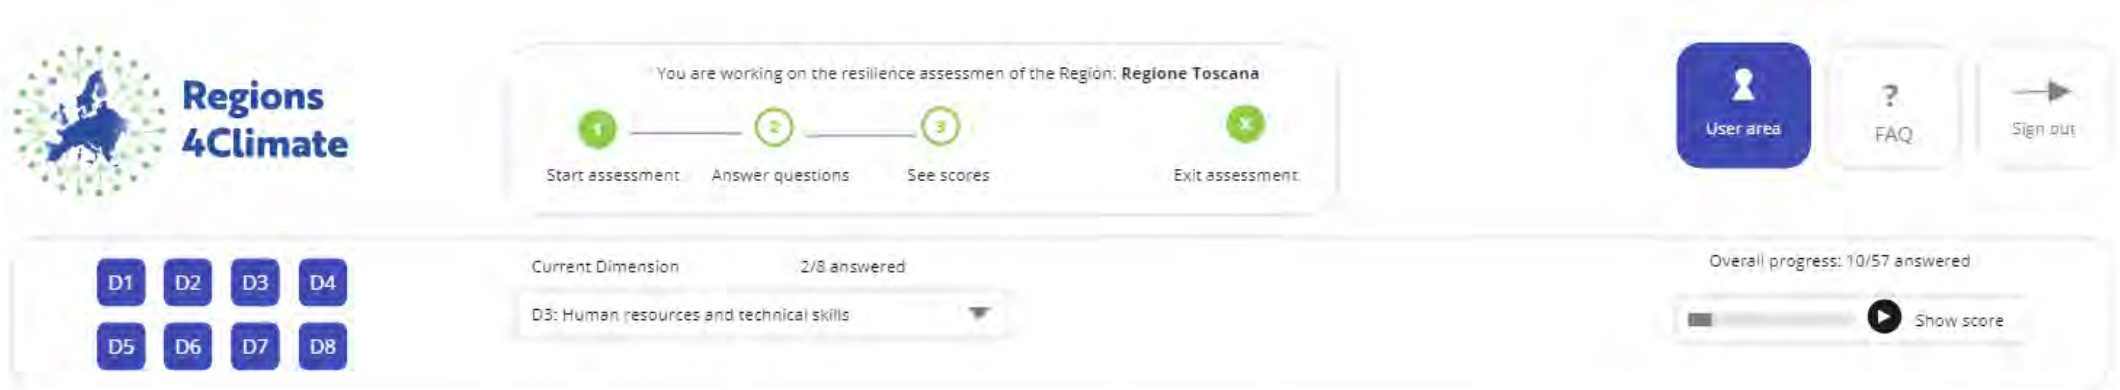 Regions
4Climate
You are working on the resilience assessmen of the Region: Regione Toscana
1
2
3
X
Start assessment
Answer questions
See scores
Exit assessment
User area
?
FAQ
Sign out
D1 D2 D3 D4
D5 D6 D7 D8
Current Dimension 2/8 answered
D3: Human resources and technical skills
Overall progress: 10/57 answered
Show score